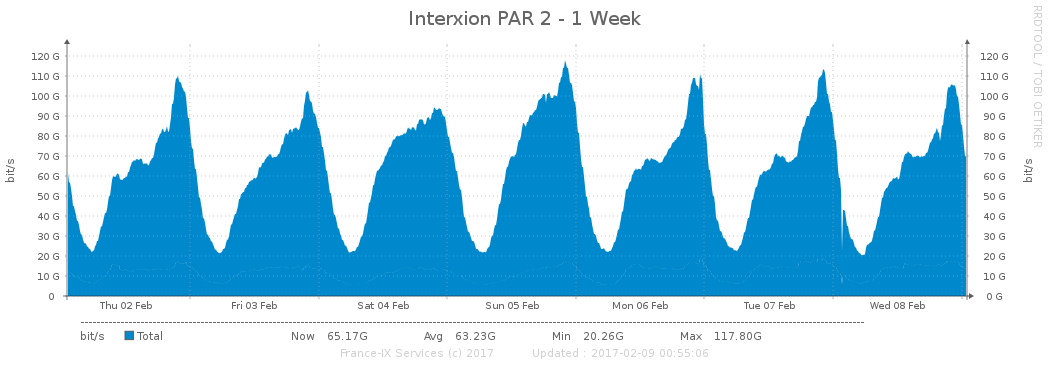 Interxion PAR 2 - 1 Week
RRDTOOL / TOBI OETIKER
bit/s
120 G 120 G
110 G 110 G
100 G 100 G
90 G 90 G
80 G 80 G
70 G 70 G
60 G 60 G
50 G 50 G
40 G 40 G
30 G 30 G
20 G 20 G
10 G 10 G
0 0 G
bit/s
Thu 02 Feb Fri 03 Feb Sat 04 Feb Sun 05 Feb Mon 06 Feb Tue 07 Feb Wed 08 Feb
bit/s Total Now 65.17G Avg 63.23G Min 20.26G Max 117.80G
France-IX Services (c) 2017 Updated : 2017-02-09 00:55:06